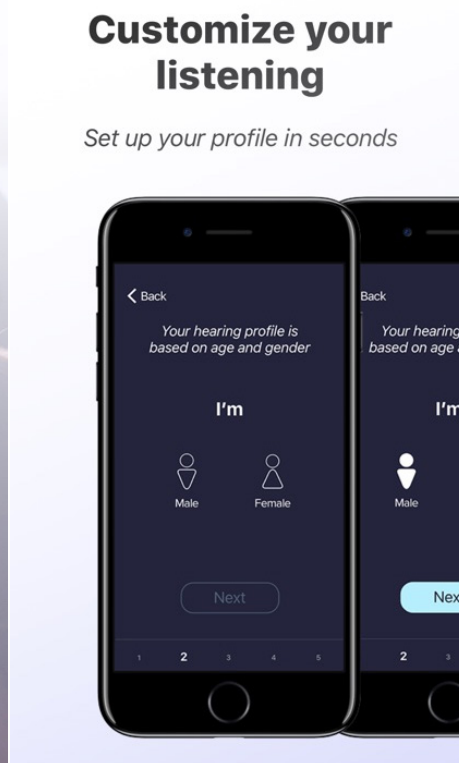 Customize your
listening
Set up your profile in seconds
Back
Your hearing profile is
based on age and gender
I'm
Male
Female
Next
1 2 3 4 5
Back
Your hearing
based on age
I'm
Male
2 3